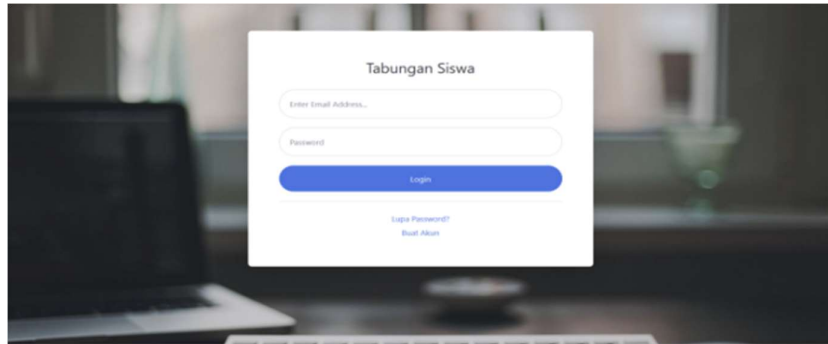 Tabungan Siswa
Enter Email Address...
Password
Login
Lupa Password?
Buat Akun